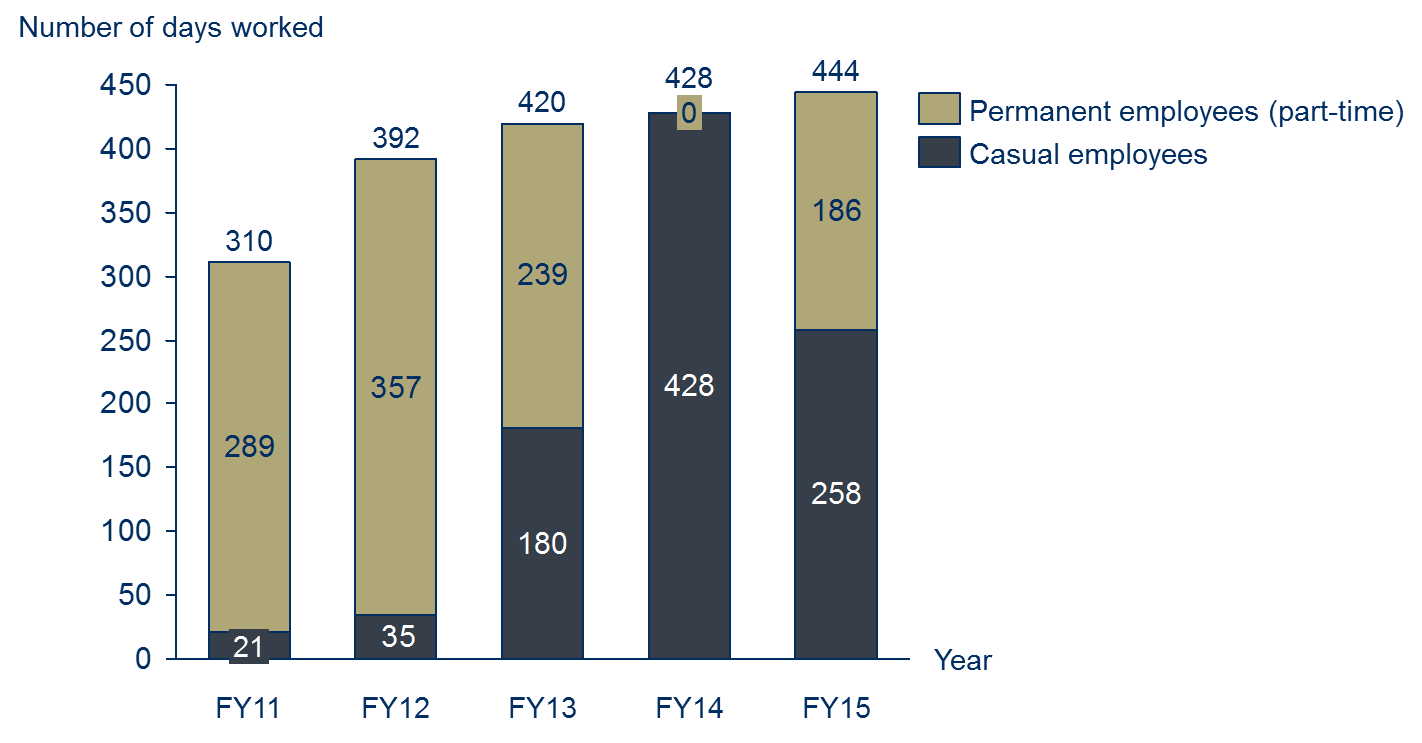 Number of days worked
444
428
450
420
Permanent employees (part-time)
0
392
Casual employees
400
350
186
310
300
239
250
357
428
200
289
150
258
100
180
50
35
21
0
Year
FY11
FY12
FY13
FY14
FY15